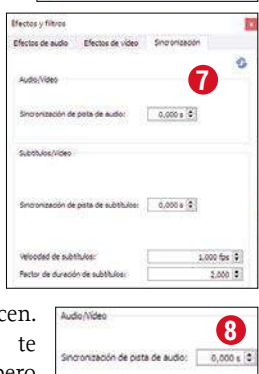 Efectos y filtros
Efectos de audio Efectos de vídeo Sincronización
7
Audio/Vídeo
Sincronización de pista de audio: 0,000 s
Subtítulos/Vídeo
Sincronización de pista de subtítulos: 0,000 s
Velocidad de subtítulos: 1,000 fps
Factor de duración de subtítulos: 2,000
cen.
te
pero
Audio/Vídeo
8
Sincronización de pista de audio: 0,000 s